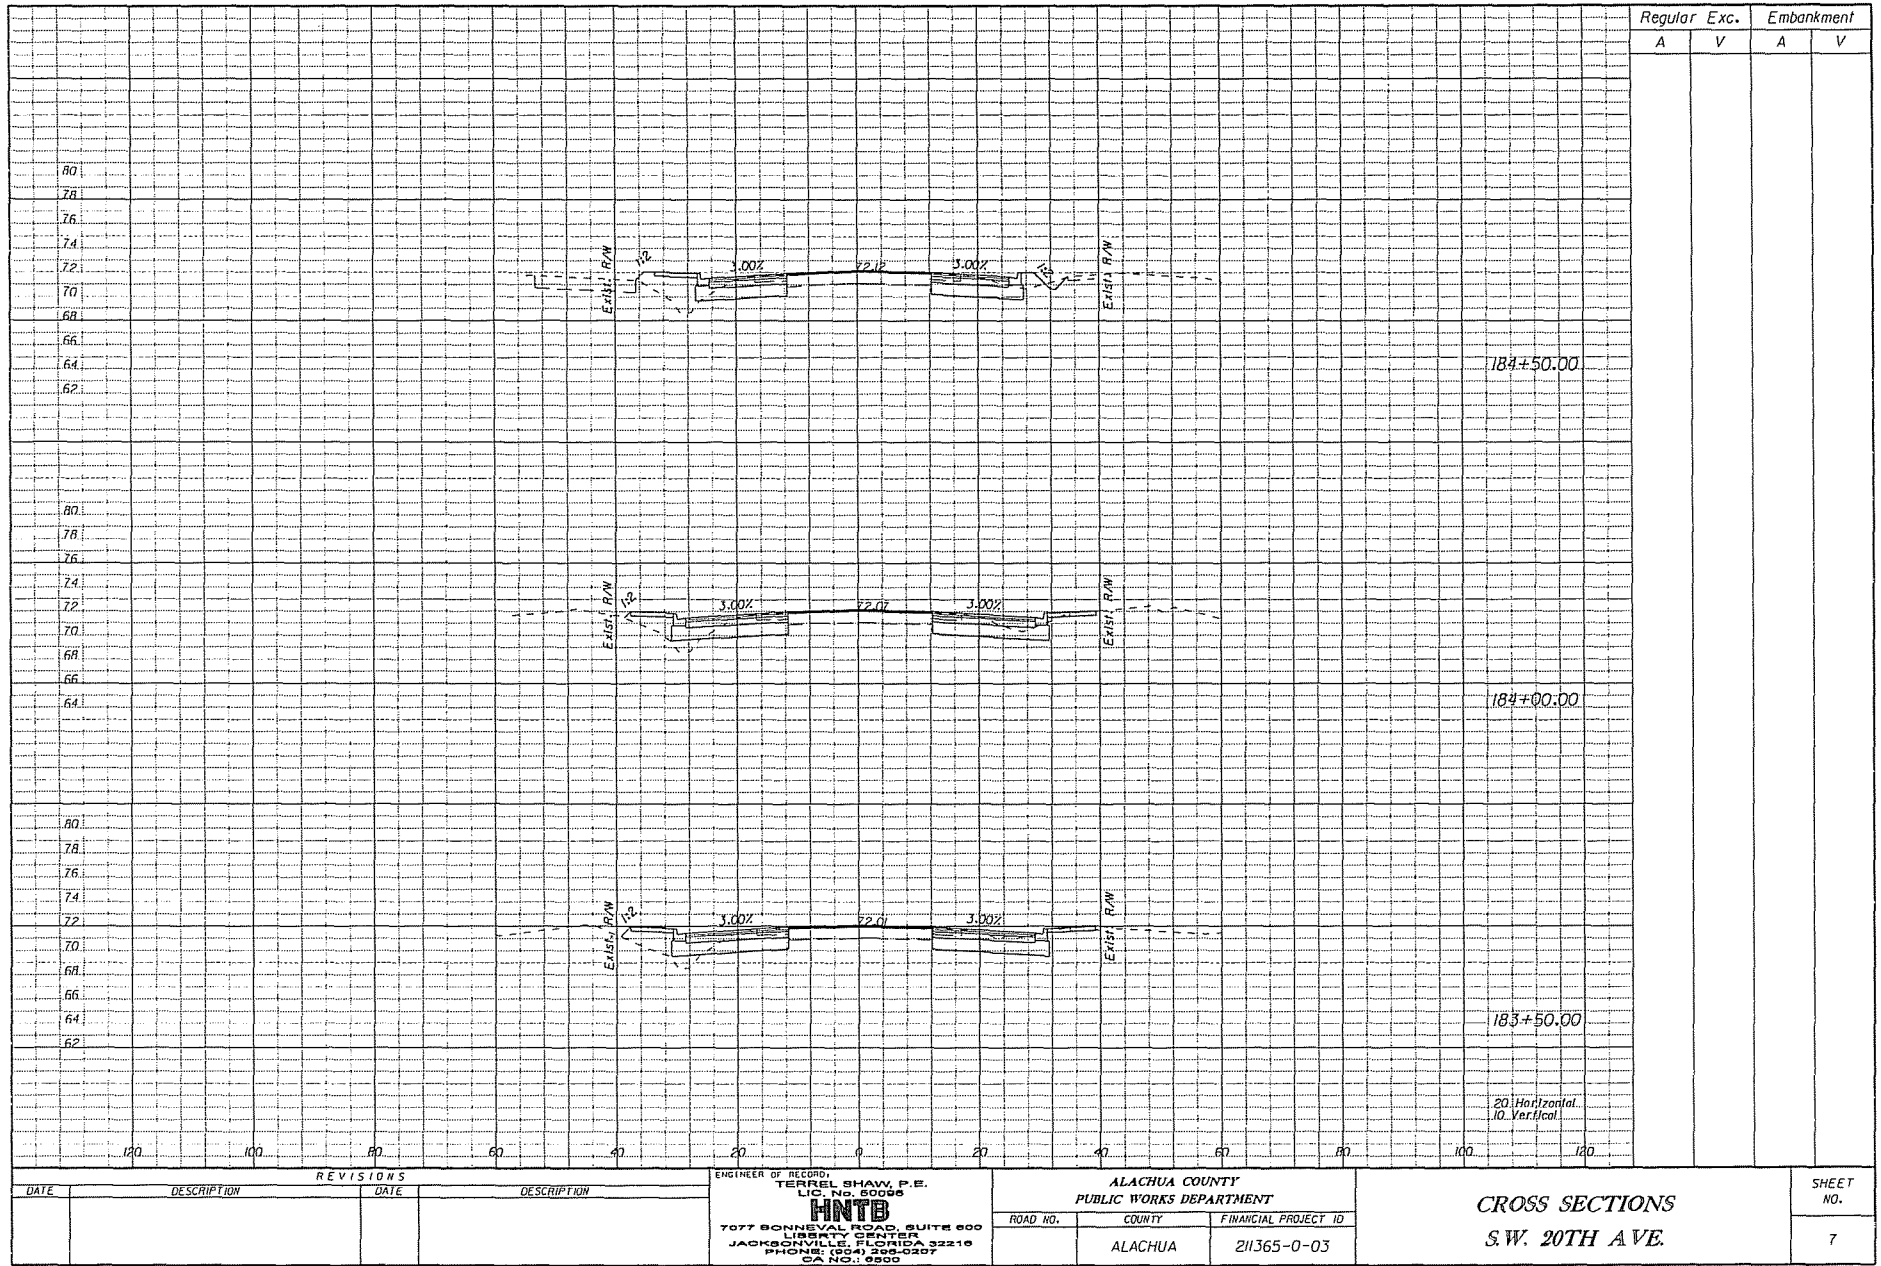 Regular Exc. Embankment
A V A V
80
78
76
74
72
70
68
66
64
62
Exist. R/W 1:2 3.00% 72.12 3.00% 1:2 Exist. R/W
184+50.00
80
78
76
74
72
70
68
66
64
Exist. R/W 1:2 3.00% 72.07 3.00% Exist. R/W
184+00.00
80
78
76
74
72
70
68
66
64
62
Exist. R/W 1:2 3.00% 72.01 3.00% Exist. R/W
183+50.00
20 Horizontal
10 Vertical
120 100 80 60 40 20 0 20 40 60 80 100 120
REVISIONS
DATE DESCRIPTION DATE DESCRIPTION
ENGINEER OF RECORD:
TERREL SHAW, P.E.
LIC. No. 50096
HNTB
7077 BONNEVAL ROAD, SUITE 600
LIBERTY CENTER
JACKSONVILLE, FLORIDA 32216
PHONE: (904) 296-0207
CA NO.: 6500
ALACHUA COUNTY
PUBLIC WORKS DEPARTMENT
ROAD NO. COUNTY FINANCIAL PROJECT ID
ALACHUA 211365-0-03
CROSS SECTIONS
S.W. 20TH AVE.
SHEET
NO.
7